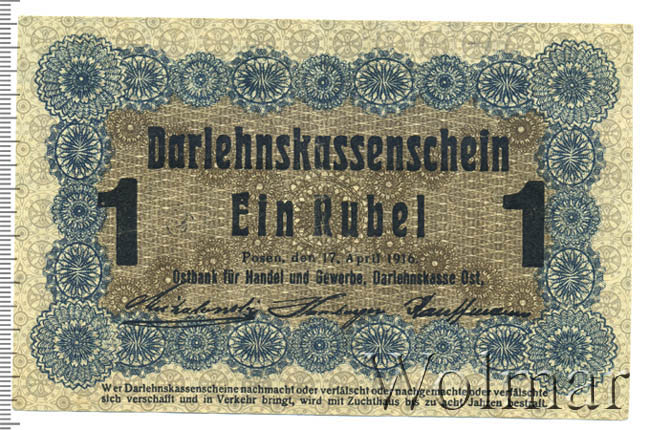 Darlehnskassenschein
1 Ein Rubel 1
Posen, den 17. April 1916.
Ostbank für Handel und Gewerbe, Darlehnskasse Ost,
Kauffmann
Wer Darlehnskassenscheine nachmacht oder verfälscht oder nachgemachte oder verfälschte
sich verschafft und in Verkehr bringt, wird mit Zuchthaus bis zu acht Jahren bestraft.
Wolmar